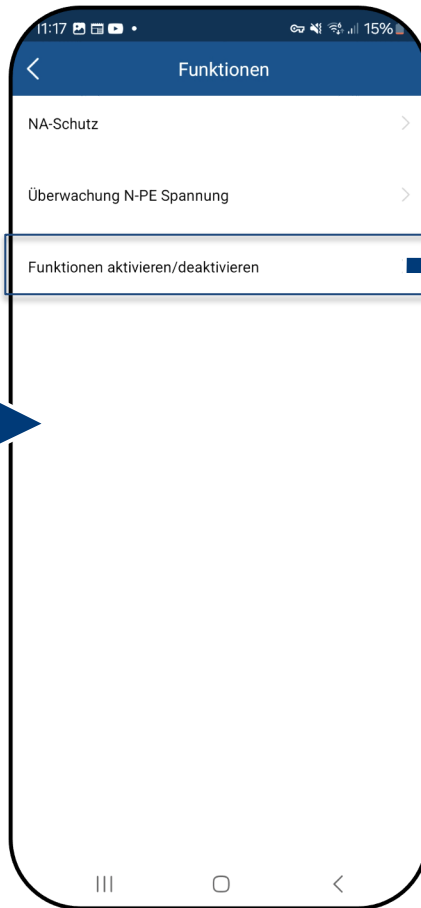 11:17 15%
Funktionen
NA-Schutz
Überwachung N-PE Spannung
Funktionen aktivieren/deaktivieren